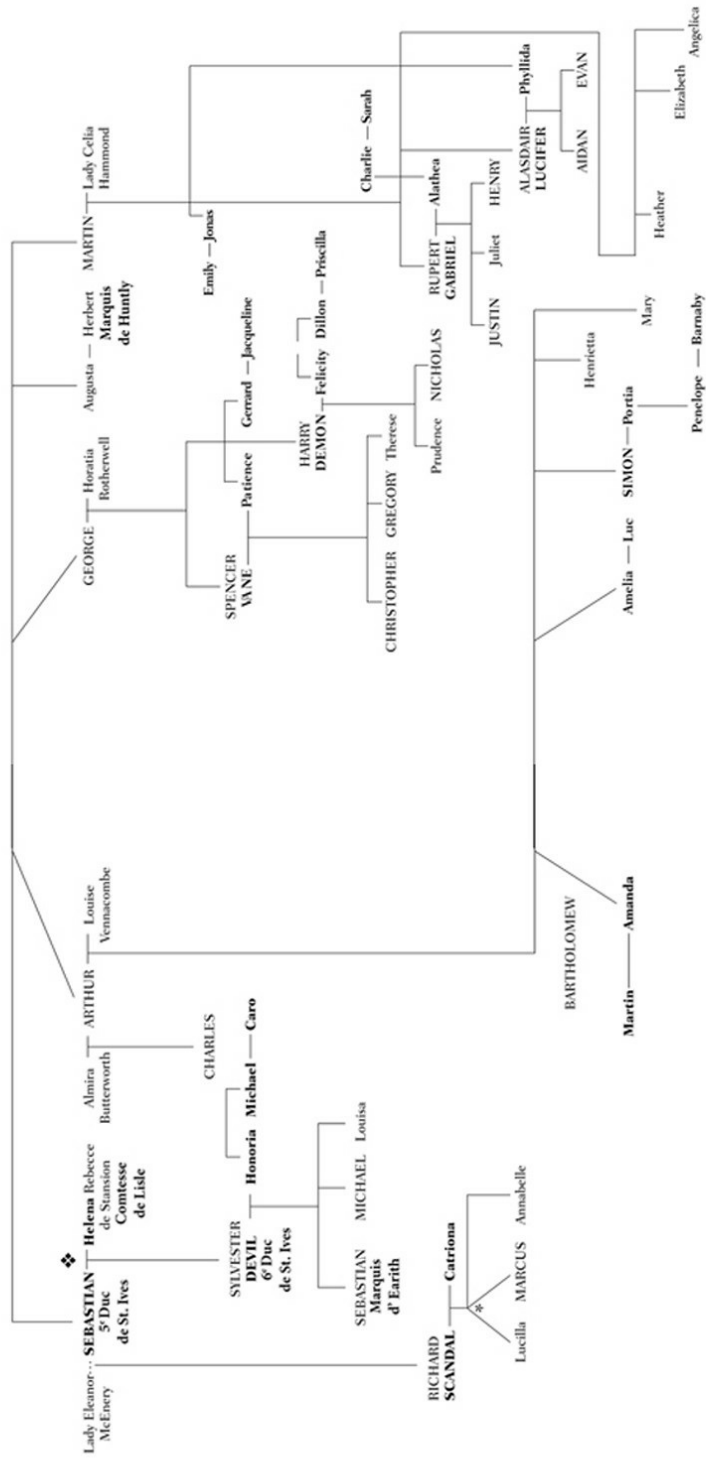 Lady Eleanor···
McEnery
SEBASTIAN
5ᵉ Duc
de St. Ives
❖
Helena Rebecce
de Stansion
Comtesse
de Lisle
Almira
Butterworth
ARTHUR
Louise
Vennacombe
GEORGE
Horatia
Rotherwell
Augusta
Herbert
Marquis
de Huntly
MARTIN
Lady Celia
Hammond
CHARLES
Emily — Jonas
SYLVESTER
DEVIL
6ᵉ Duc
de St. Ives
Honoria
Michael — Caro
SPENCER
VANE
Patience
Gerrard — Jacqueline
HARRY
DEMON
Felicity
Dillon — Priscilla
Charlie — Sarah
SEBASTIAN
Marquis
d' Earith
MICHAEL
Louisa
CHRISTOPHER
GREGORY
Therese
Prudence
NICHOLAS
RUPERT
GABRIEL
Alathea
ALASDAIR
LUCIFER
Phyllida
JUSTIN
Juliet
HENRY
AIDAN
EVAN
RICHARD
SCANDAL
Catriona
*
Lucilla
MARCUS
Annabelle
BARTHOLOMEW
Martin — Amanda
Amelia — Luc
SIMON — Portia
Henrietta
Mary
Penelope — Barnaby
Heather
Elizabeth
Angelica